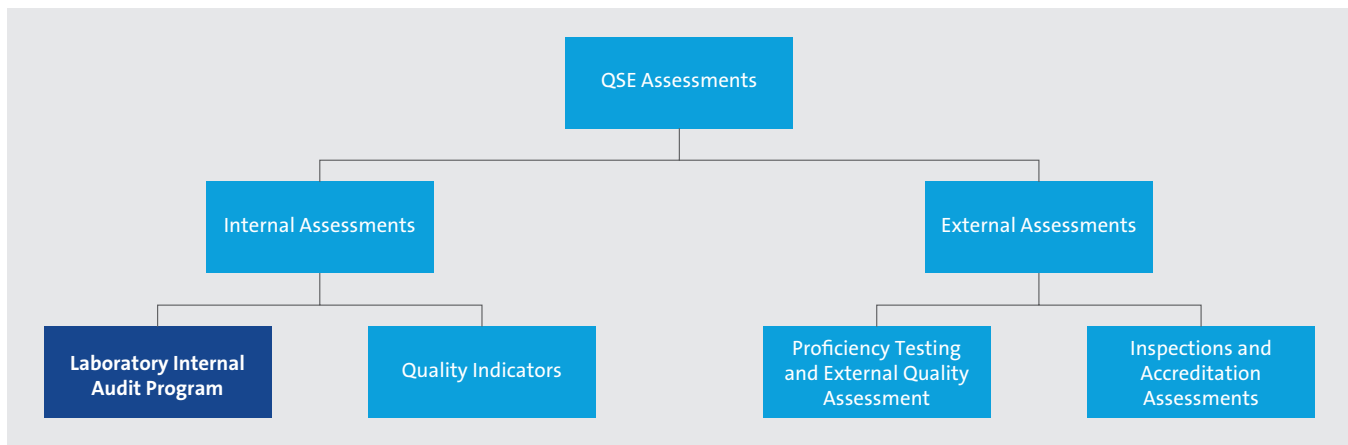 QSE Assessments
Internal Assessments
External Assessments
Laboratory Internal
Audit Program
Quality Indicators
Proficiency Testing
and External Quality
Assessment
Inspections and
Accreditation
Assessments